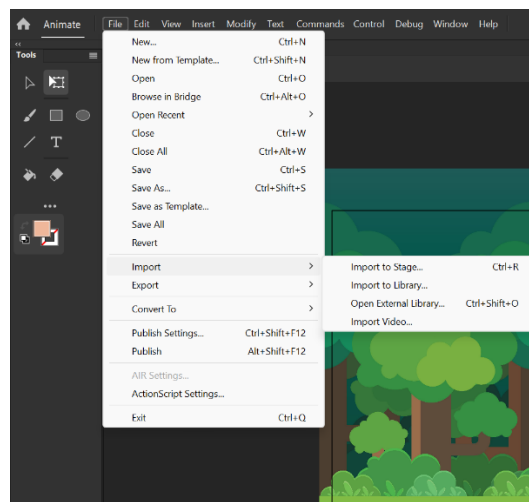 Animate File Edit View Insert Modify Text Commands Control Debug Window Help
Tools
New... Ctrl+N
New from Template... Ctrl+Shift+N
Open Ctrl+O
Browse in Bridge Ctrl+Alt+O
Open Recent >
Close Ctrl+W
Close All Ctrl+Alt+W
Save Ctrl+S
Save As... Ctrl+Shift+S
Save as Template...
Save All
Revert
Import >
Export >
Convert To >
Publish Settings... Ctrl+Shift+F12
Publish Alt+Shift+F12
AIR Settings...
ActionScript Settings...
Exit Ctrl+Q
Import to Stage... Ctrl+R
Import to Library...
Open External Library... Ctrl+Shift+O
Import Video...